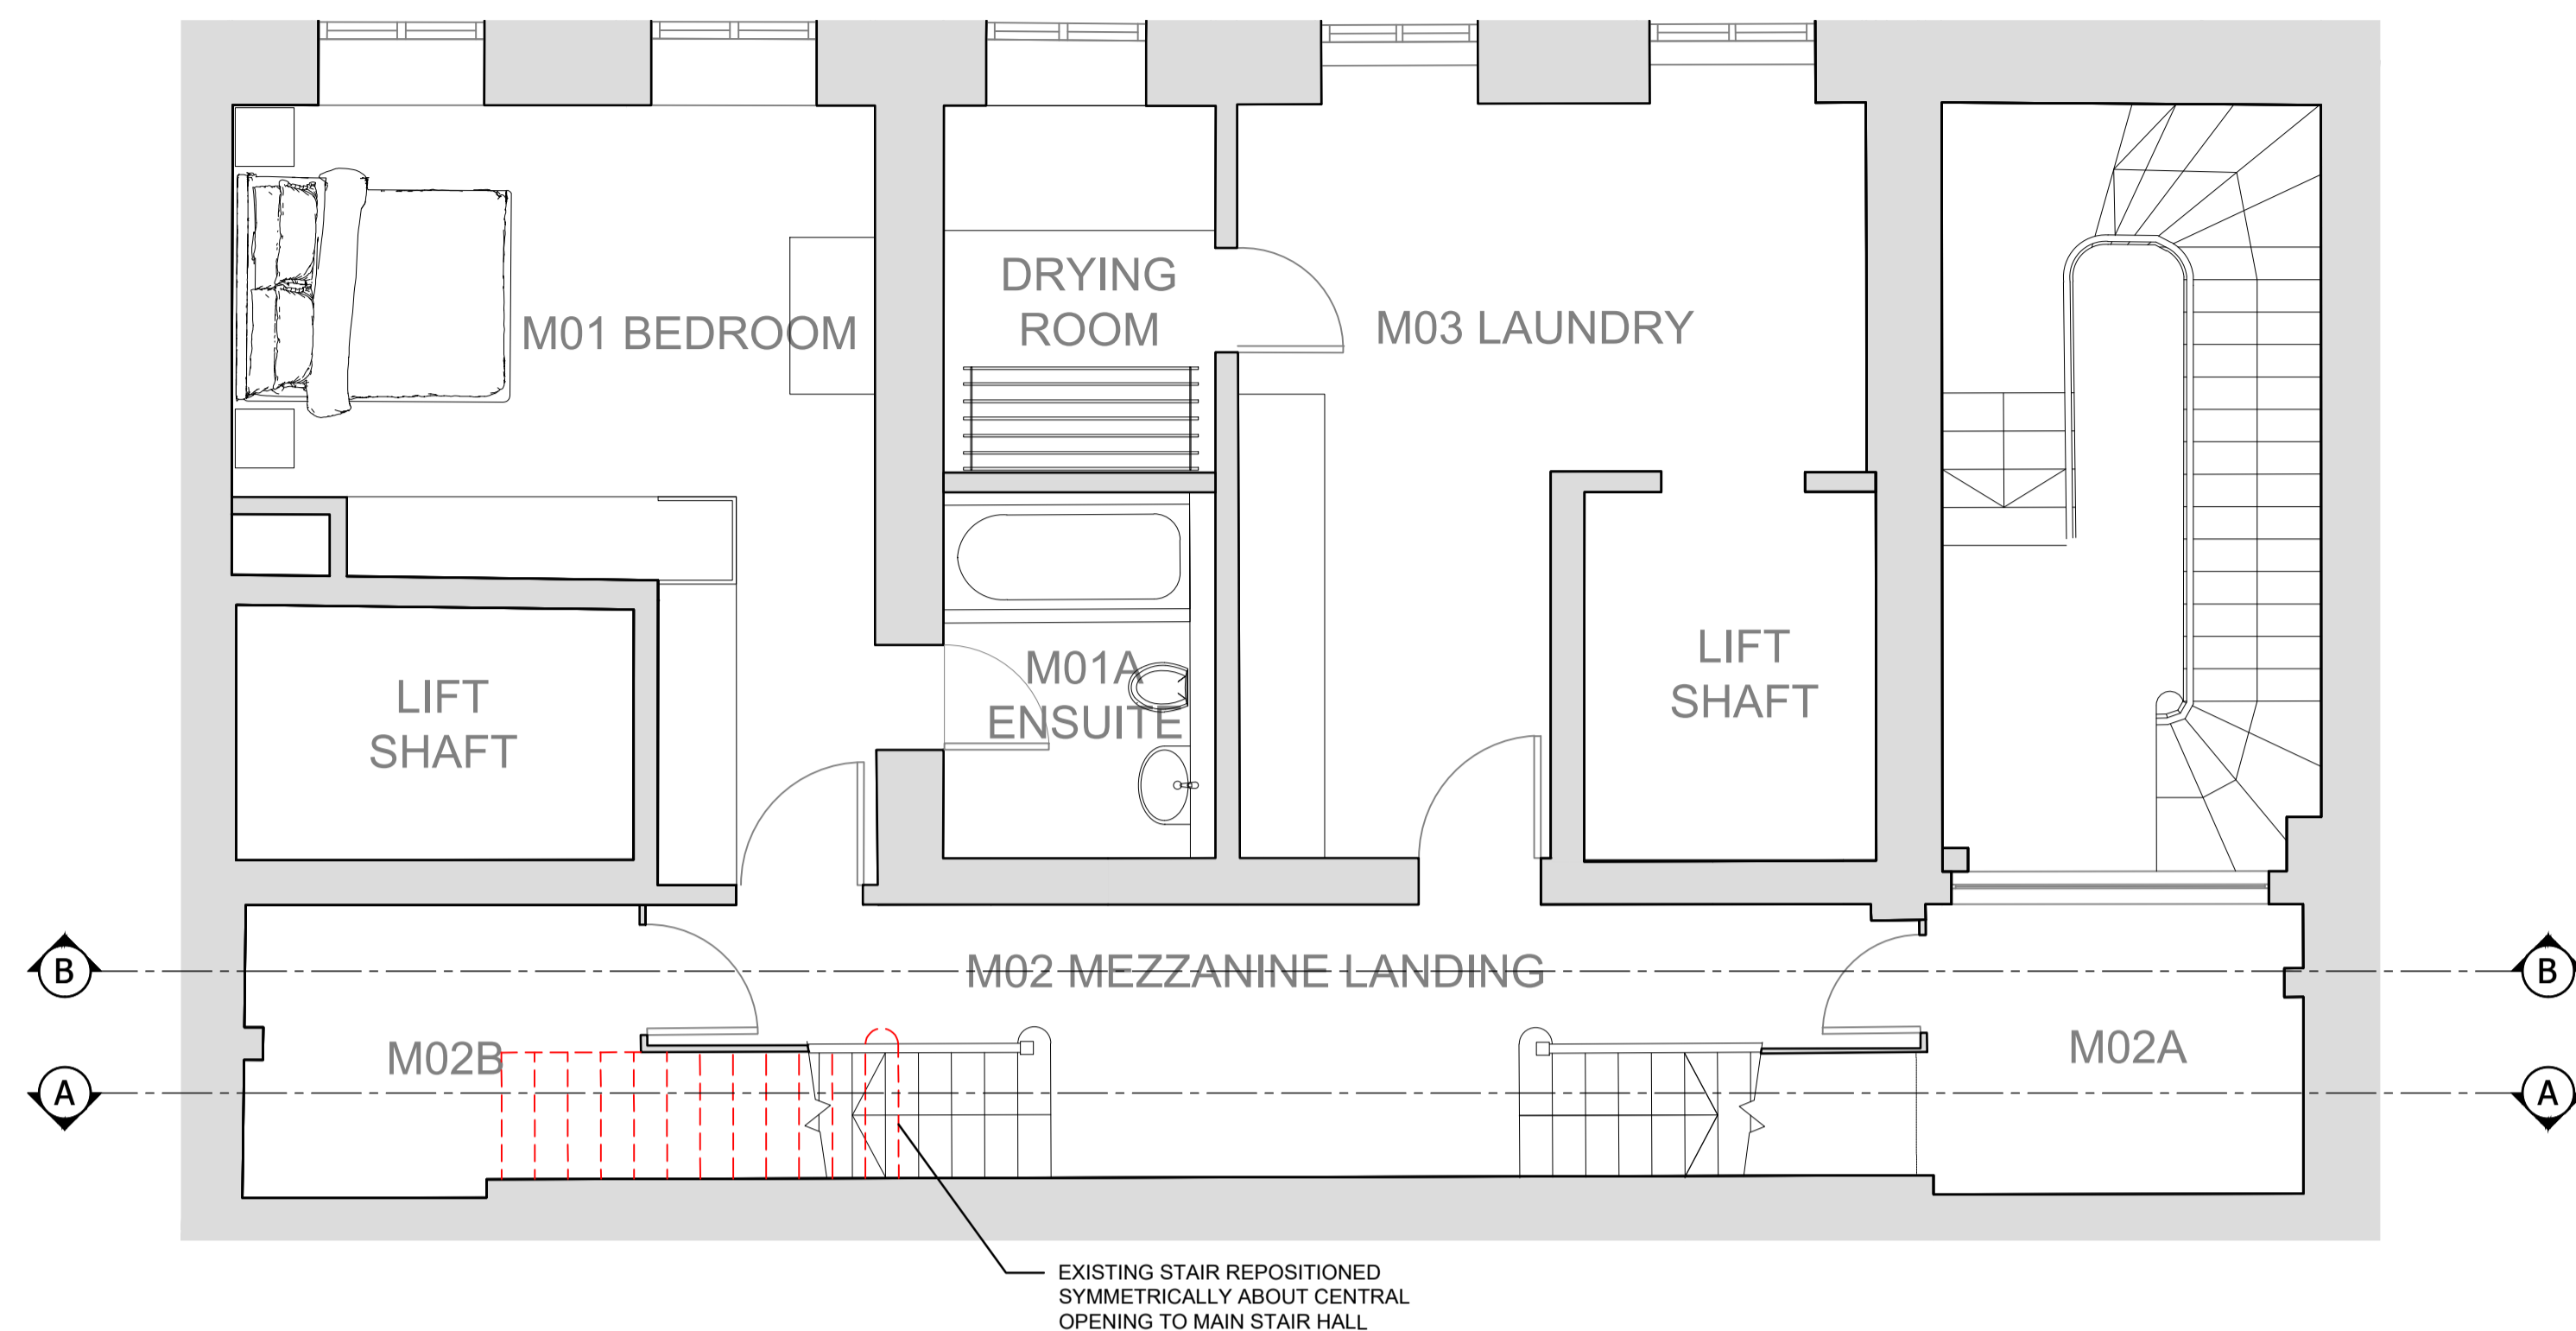 DRYING
ROOM
M01 BEDROOM
M03 LAUNDRY
M01A
ENSUITE
LIFT
SHAFT
LIFT
SHAFT
B
M02 MEZZANINE LANDING
B
M02B
M02A
A
A
EXISTING STAIR REPOSITIONED
SYMMETRICALLY ABOUT CENTRAL
OPENING TO MAIN STAIR HALL